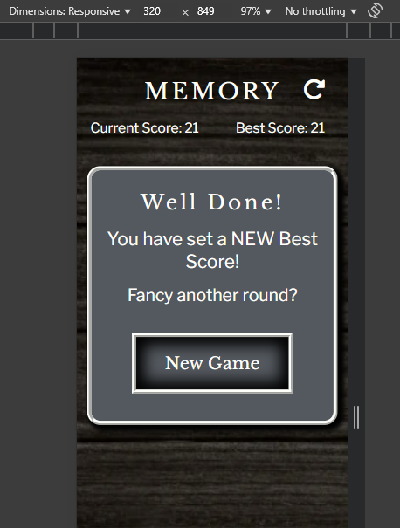 Dimensions: Responsive ▼ 320 x 849 97% ▼ No throttling ▼
MEMORY
Current Score: 21 Best Score: 21
Well Done!
You have set a NEW Best
Score!
Fancy another round?
New Game